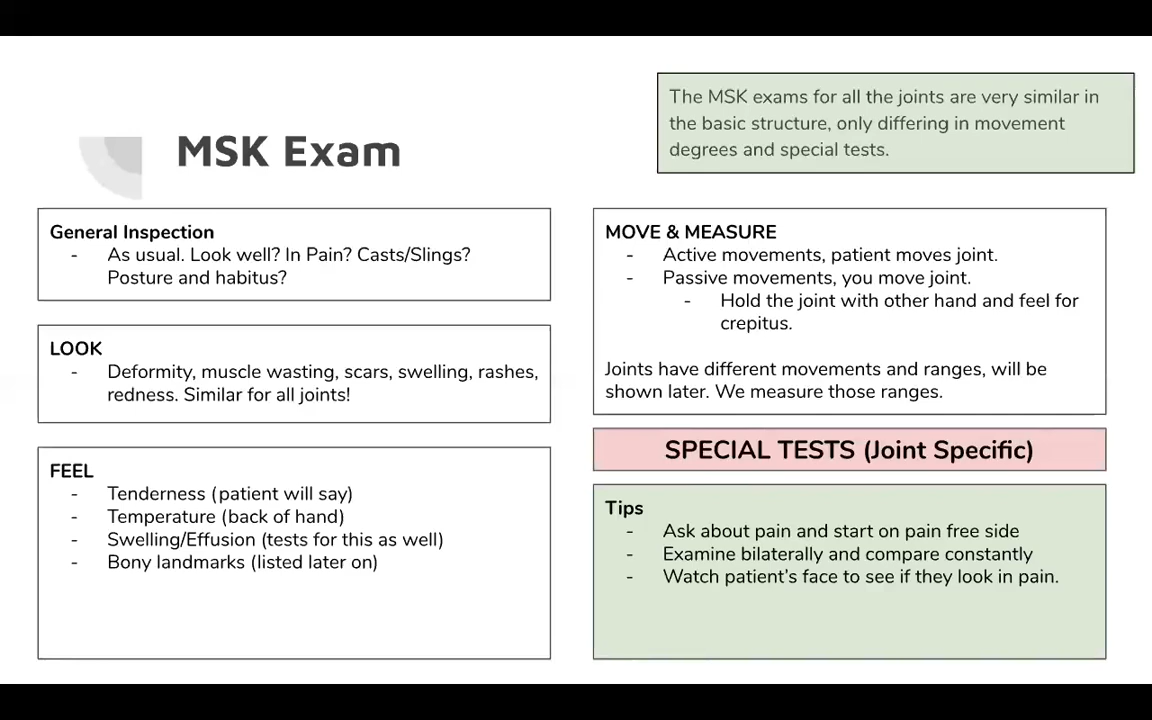 The MSK exams for all the joints are very similar in
the basic structure, only differing in movement
degrees and special tests.
MSK Exam
General Inspection
- As usual. Look well? In Pain? Casts/Slings?
Posture and habitus?
LOOK
- Deformity, muscle wasting, scars, swelling, rashes,
redness. Similar for all joints!
FEEL
- Tenderness (patient will say)
- Temperature (back of hand)
- Swelling/Effusion (tests for this as well)
- Bony landmarks (listed later on)
MOVE & MEASURE
- Active movements, patient moves joint.
- Passive movements, you move joint.
- Hold the joint with other hand and feel for
crepitus.
Joints have different movements and ranges, will be
shown later. We measure those ranges.
SPECIAL TESTS (Joint Specific)
Tips
- Ask about pain and start on pain free side
- Examine bilaterally and compare constantly
- Watch patient's face to see if they look in pain.